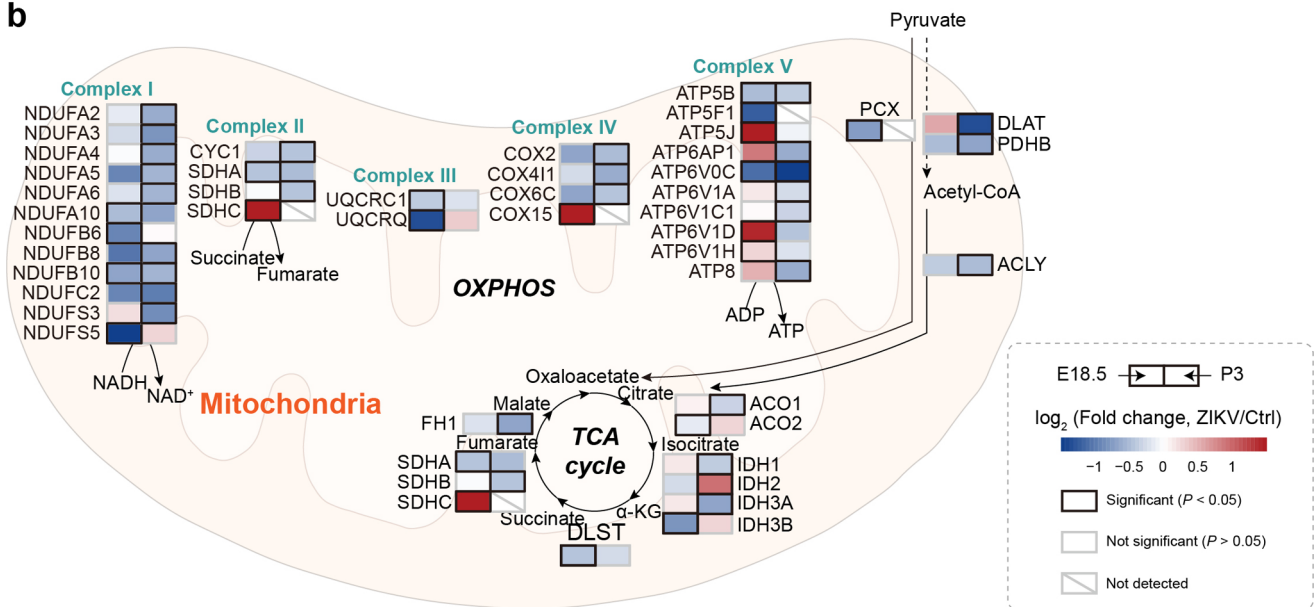 b
Pyruvate
Complex I
NDUFA2
NDUFA3
NDUFA4
NDUFA5
NDUFA6
NDUFA10
NDUFB6
NDUFB8
NDUFB10
NDUFC2
NDUFS3
NDUFS5
NADH
NAD+
Complex II
CYC1
SDHA
SDHB
SDHC
Succinate
Fumarate
Complex III
UQCRC1
UQCRQ
OXPHOS
Complex IV
COX2
COX4I1
COX6C
COX15
Complex V
ATP5B
ATP5F1
ATP5J
ATP6AP1
ATP6V0C
ATP6V1A
ATP6V1C1
ATP6V1D
ATP6V1H
ATP8
ADP
ATP
PCX
DLAT
PDHB
Acetyl-CoA
ACLY
Mitochondria
Oxaloacetate
Citrate
Malate
FH1
Fumarate
SDHA
SDHB
SDHC
Succinate
DLST
α-KG
TCA
cycle
ACO1
ACO2
Isocitrate
IDH1
IDH2
IDH3A
IDH3B
E18.5 P3
log2 (Fold change, ZIKV/Ctrl)
−1 −0.5 0 0.5 1
Significant (P < 0.05)
Not significant (P > 0.05)
Not detected